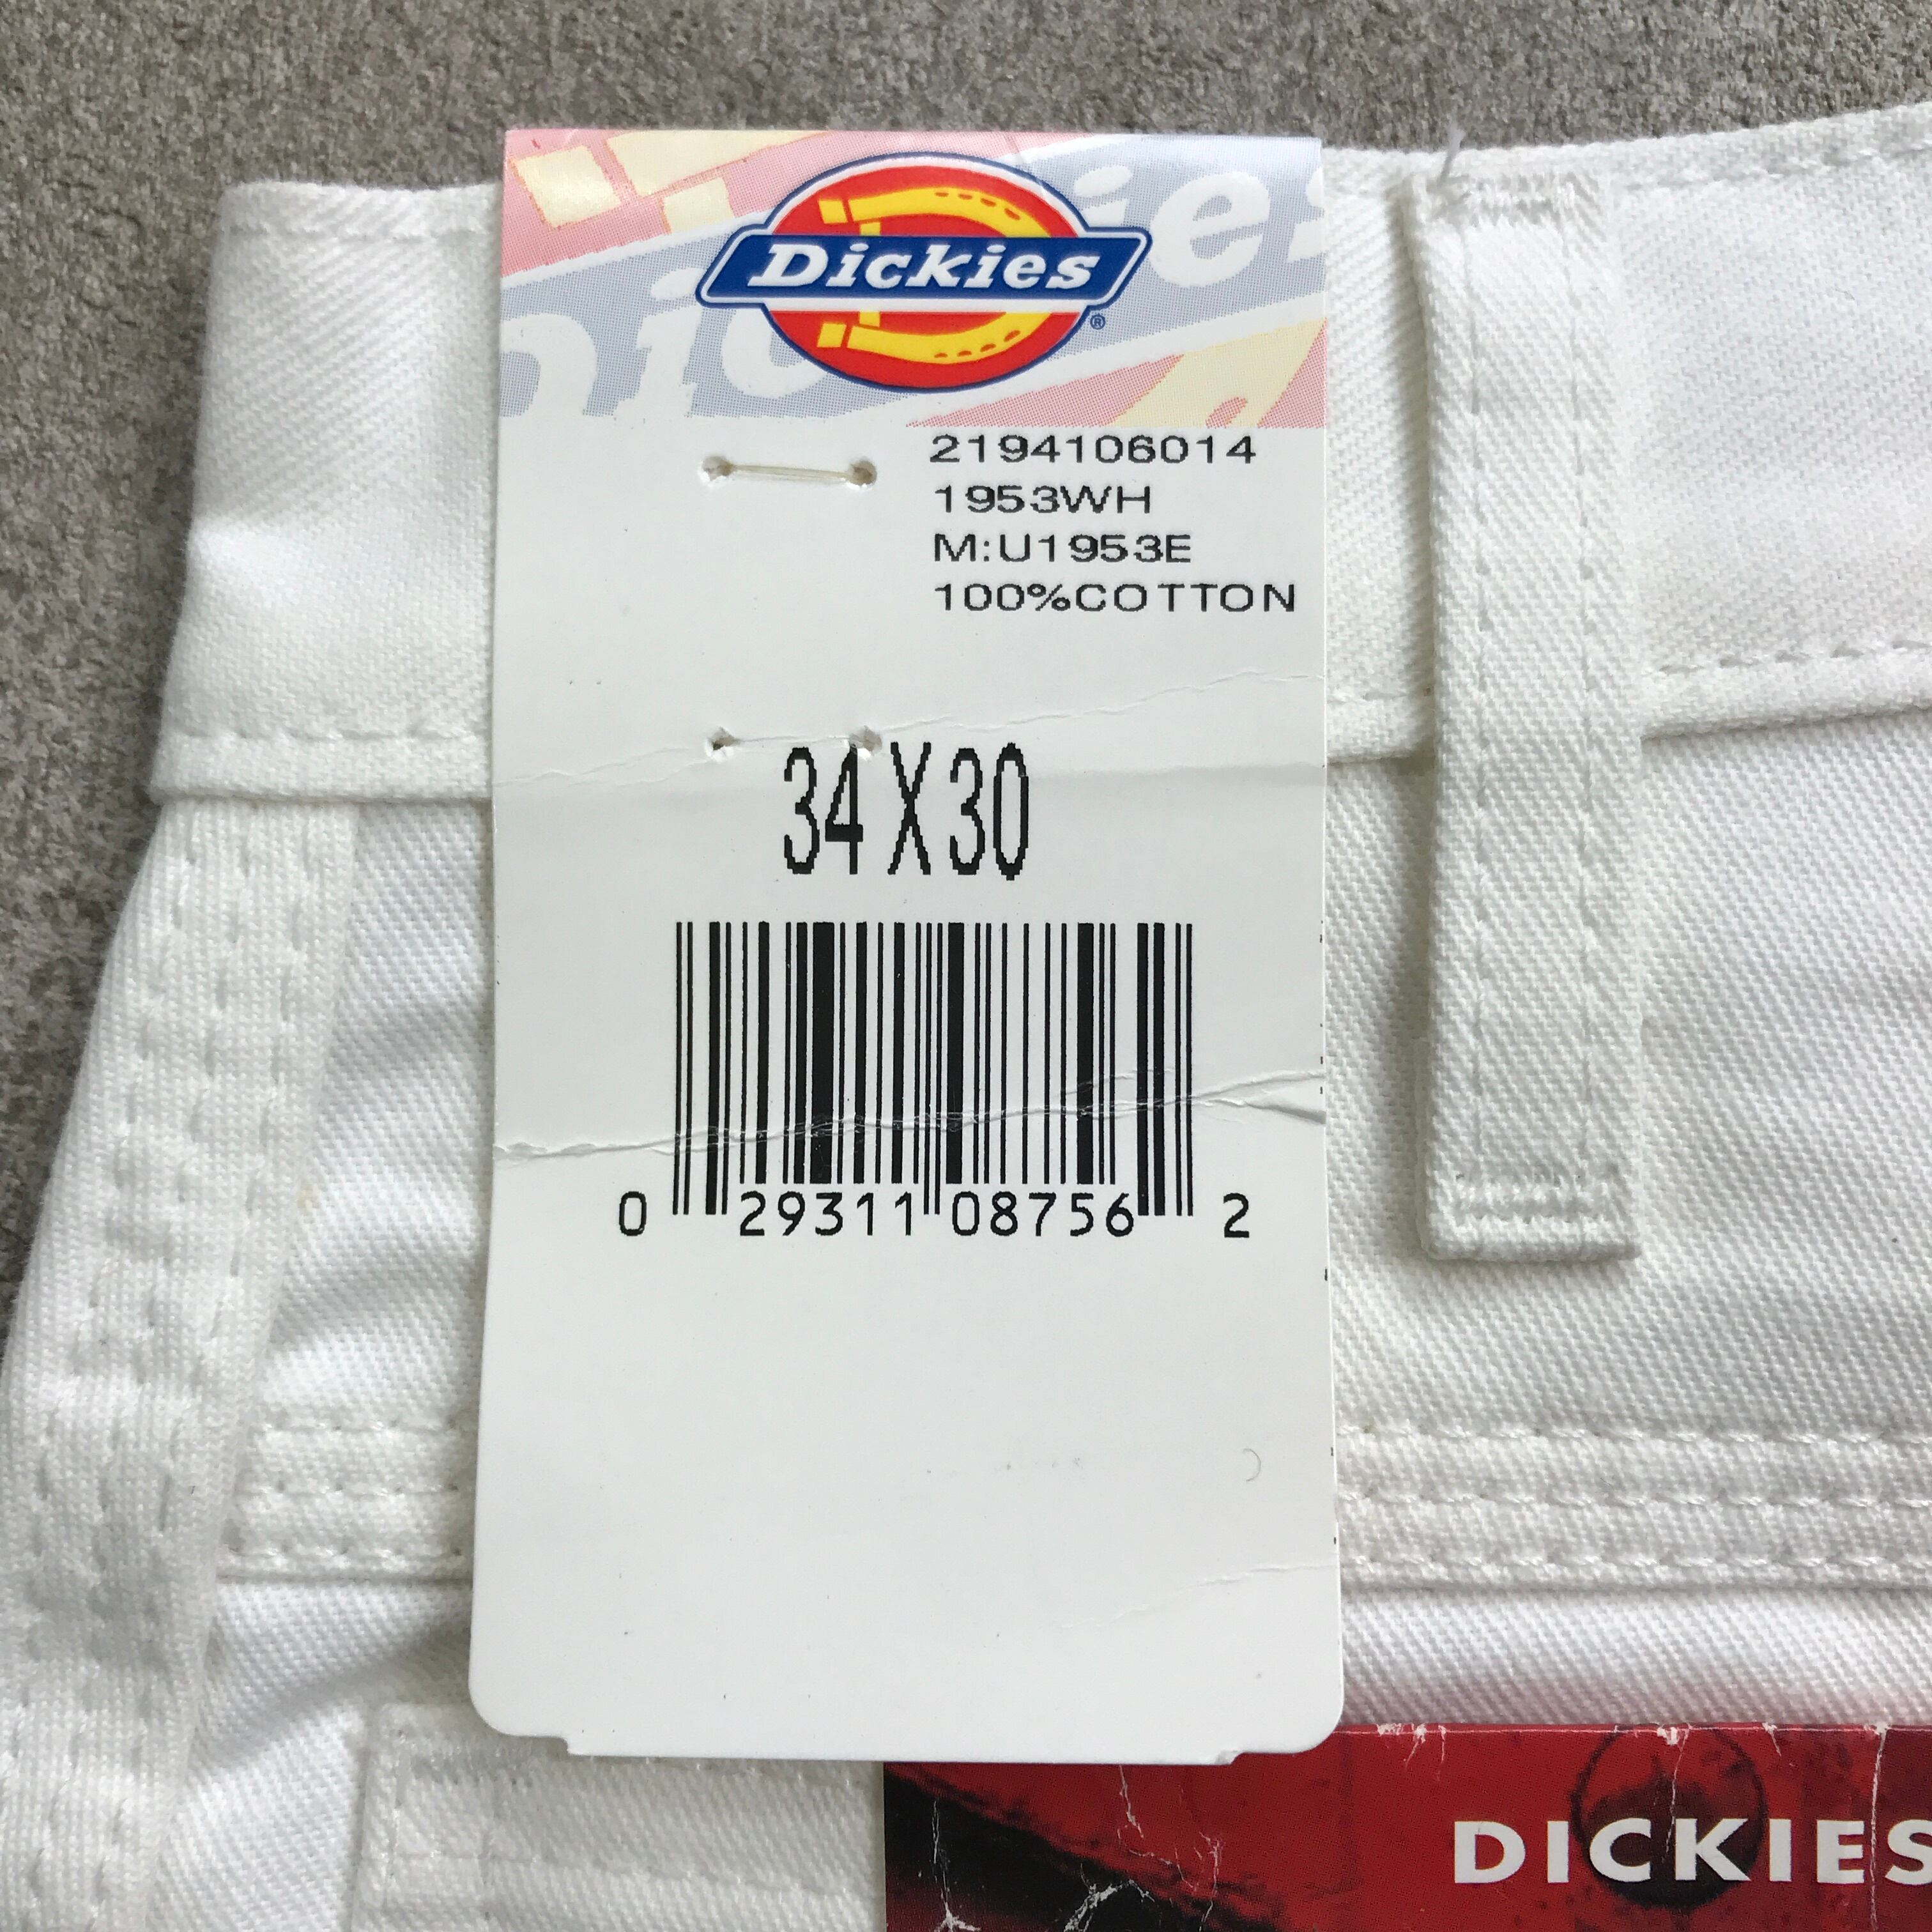 Dickies®
2194106014
1953WH
M:U1953E
100%COTTON
34X30
0 29311 08756 2
DICKIES